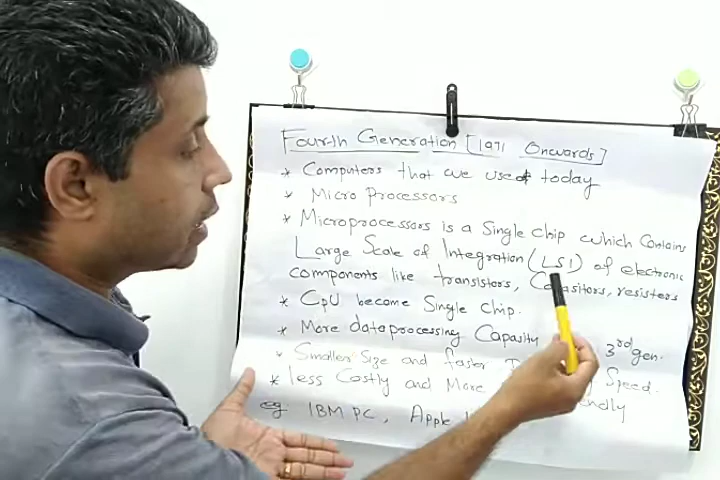 Fourth Generation [1971 Onwards]
* Computers that we used today
* Micro Processors
* Microprocessors is a Single chip which Contains
Large Scale of Integration (LSI) of electronic
components like transistors, Capasitors, resisters
* CPU become Single Chip.
* More data processing Capacity 3rd gen.
* Smaller Size and faster Speed.
* less Costly and More
eg IBM PC, Apple